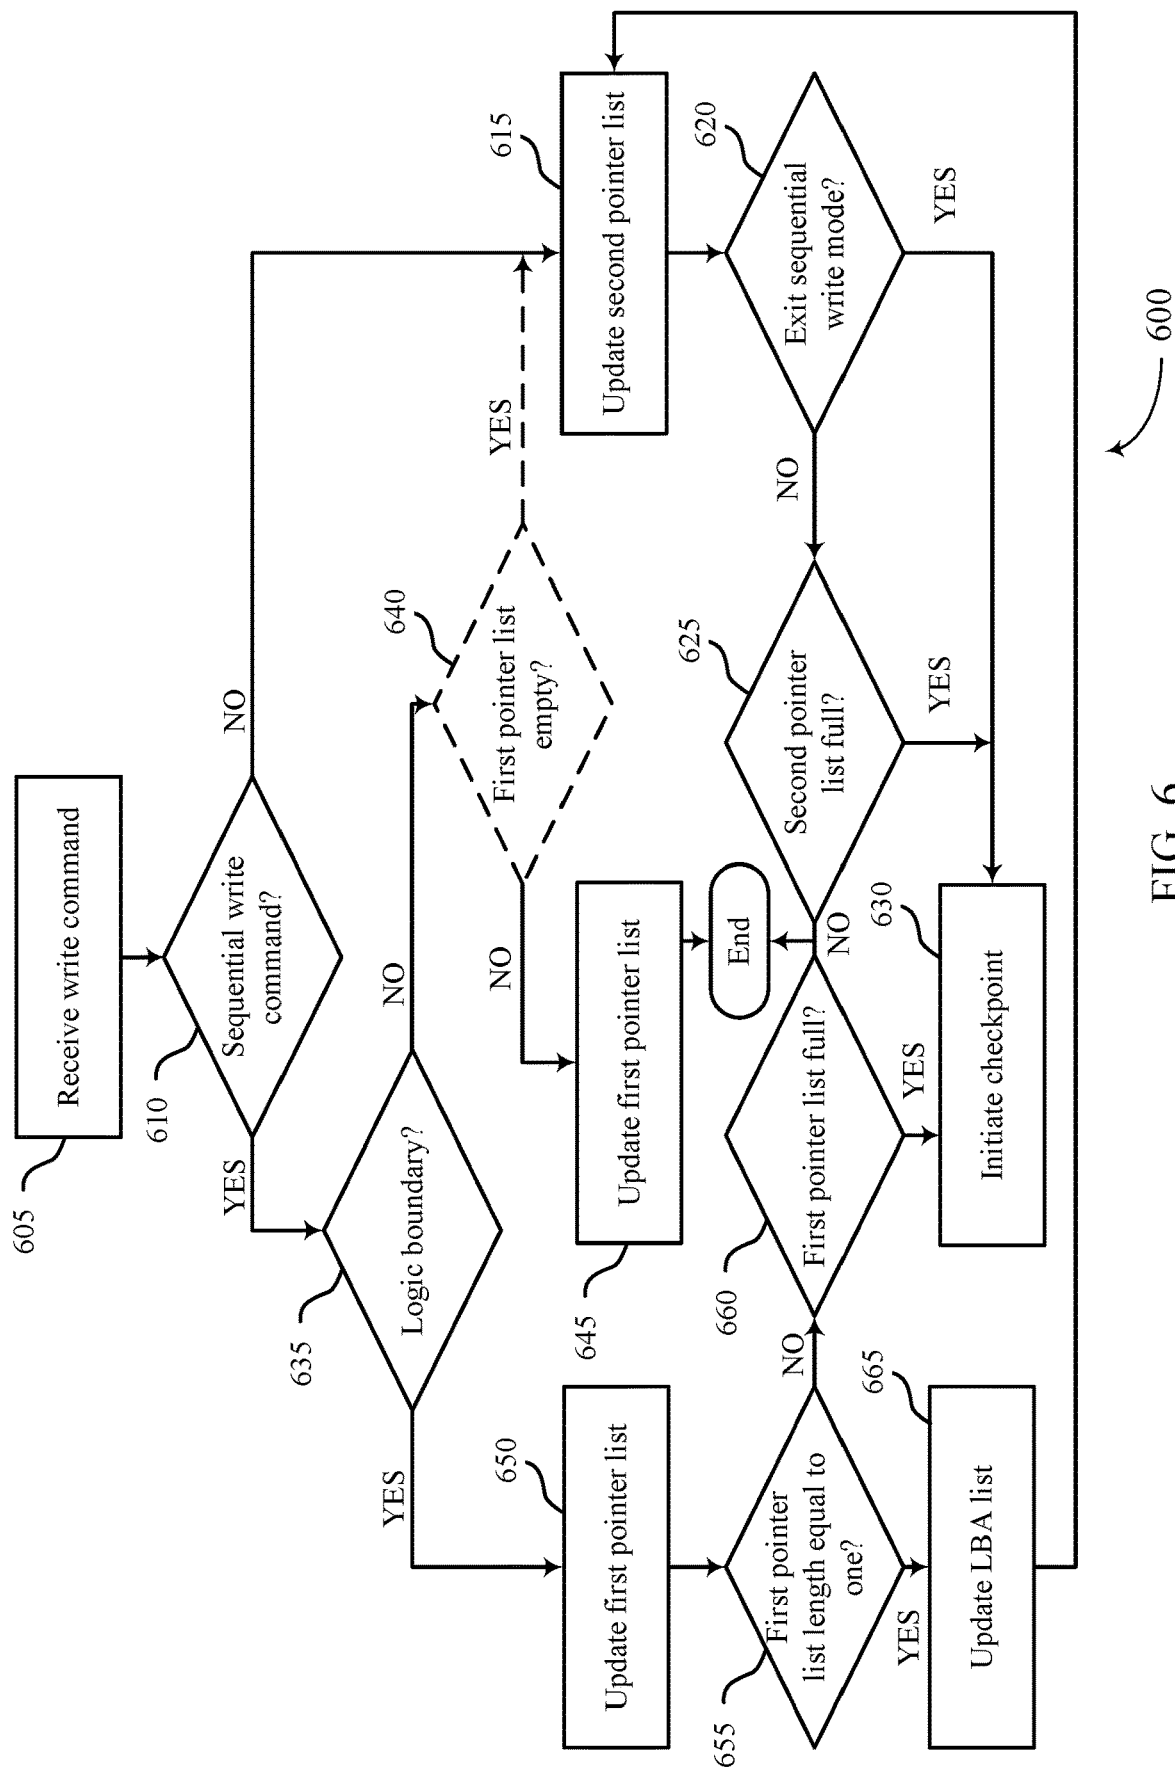 605
Receive write command
610
Sequential write
command?
YES
NO
635
Logic boundary?
YES
NO
640
First pointer list
empty?
YES
NO
615
Update second pointer list
645
Update first pointer list
650
Update first pointer list
620
Exit sequential
write mode?
YES
NO
625
Second pointer
list full?
YES
NO
End
655
First pointer
list length equal to
one?
YES
NO
660
First pointer list full?
YES
630
Initiate checkpoint
665
Update LBA list
600
FIG. 6